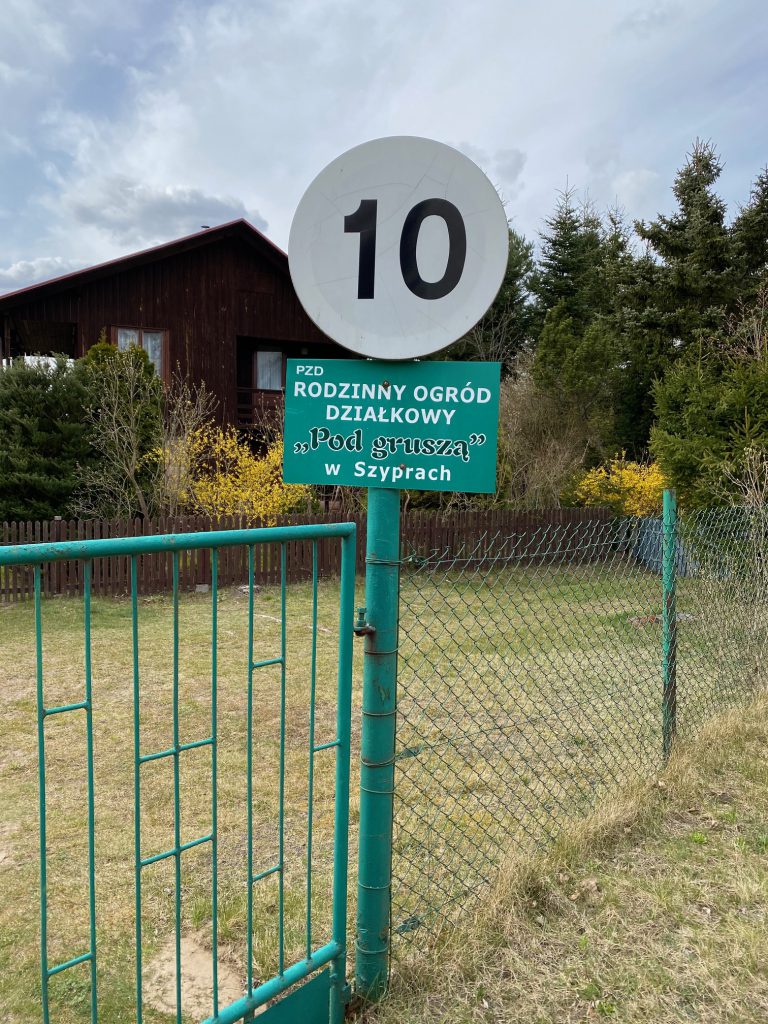 10
PZD
RODZINNY OGRÓD
DZIAŁKOWY
„Pod gruszą”
w Szyprach